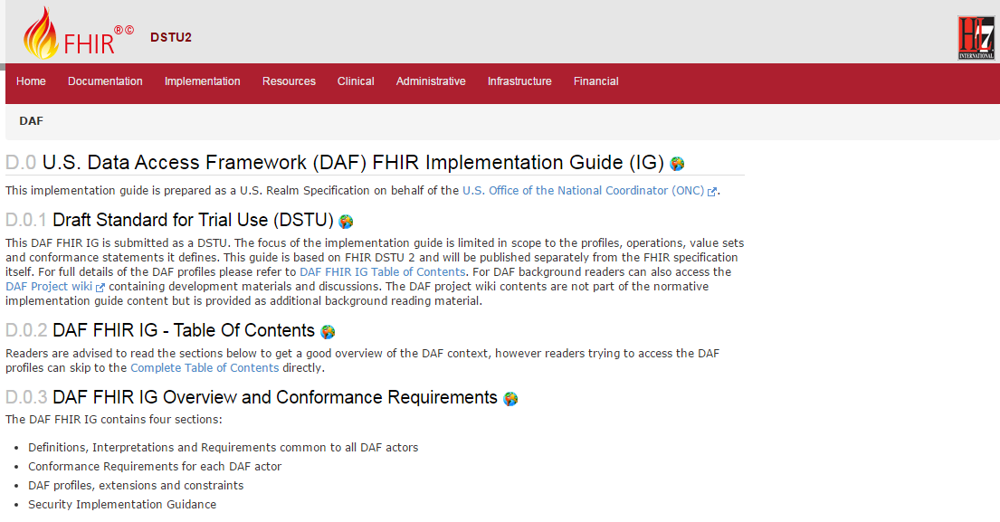 FHIR®© DSTU2
HL7
INTERNATIONAL
Home Documentation Implementation Resources Clinical Administrative Infrastructure Financial
DAF
D.0 U.S. Data Access Framework (DAF) FHIR Implementation Guide (IG)
This implementation guide is prepared as a U.S. Realm Specification on behalf of the U.S. Office of the National Coordinator (ONC).
D.0.1 Draft Standard for Trial Use (DSTU)
This DAF FHIR IG is submitted as a DSTU. The focus of the implementation guide is limited in scope to the profiles, operations, value sets
and conformance statements it defines. This guide is based on FHIR DSTU 2 and will be published separately from the FHIR specification
itself. For full details of the DAF profiles please refer to DAF FHIR IG Table of Contents. For DAF background readers can also access the
DAF Project wiki containing development materials and discussions. The DAF project wiki contents are not part of the normative
implementation guide content but is provided as additional background reading material.
D.0.2 DAF FHIR IG - Table Of Contents
Readers are advised to read the sections below to get a good overview of the DAF context, however readers trying to access the DAF
profiles can skip to the Complete Table of Contents directly.
D.0.3 DAF FHIR IG Overview and Conformance Requirements
The DAF FHIR IG contains four sections:
• Definitions, Interpretations and Requirements common to all DAF actors
• Conformance Requirements for each DAF actor
• DAF profiles, extensions and constraints
• Security Implementation Guidance